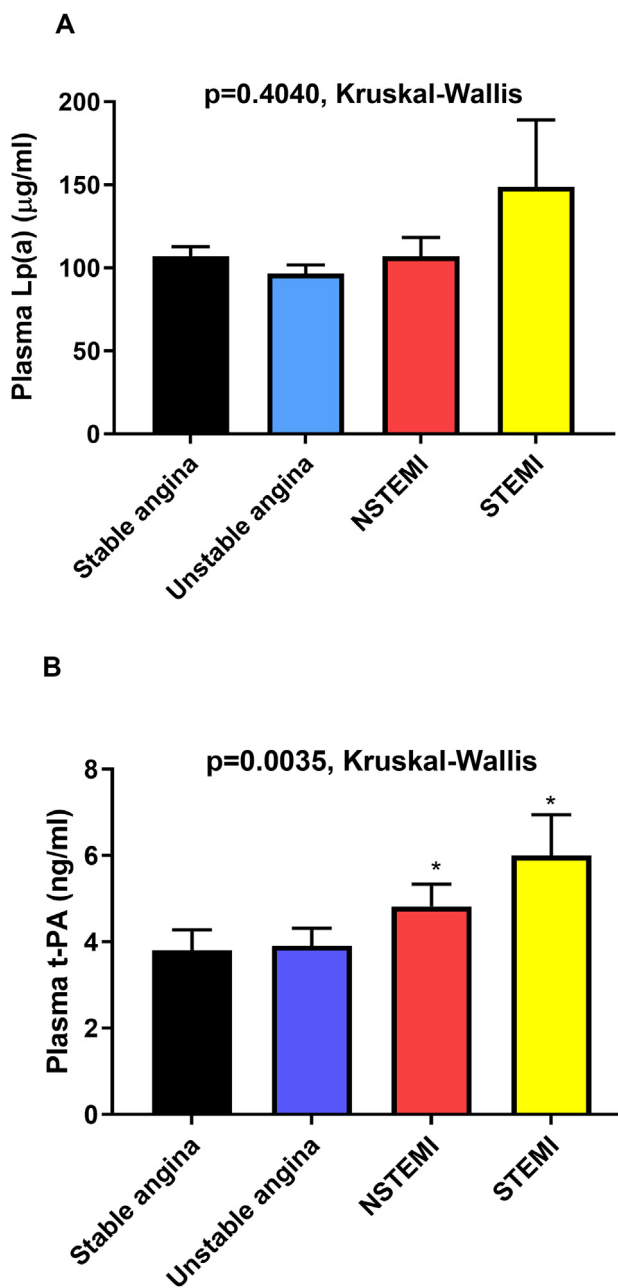 A
p=0.4040, Kruskal-Wallis
Plasma Lp(a) (μg/ml)
200
150
100
50
0
Stable angina
Unstable angina
NSTEMI
STEMI
B
p=0.0035, Kruskal-Wallis
Plasma t-PA (ng/ml)
8
6
4
2
0
*
*
Stable angina
Unstable angina
NSTEMI
STEMI